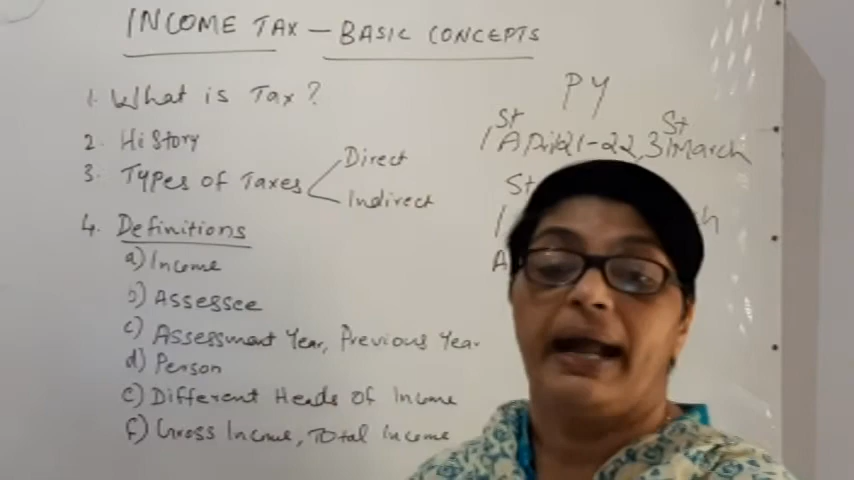 INCOME TAX – BASIC CONCEPTS
1. What is Tax?
2. History
3. Types of Taxes
Direct
Indirect
4. Definitions
a) Income
b) Assessee
c) Assessment Year, Previous Year
d) Person
e) Different Heads of Income
f) Gross Income, Total Income
PY
1st April 21-22, 31st March
st